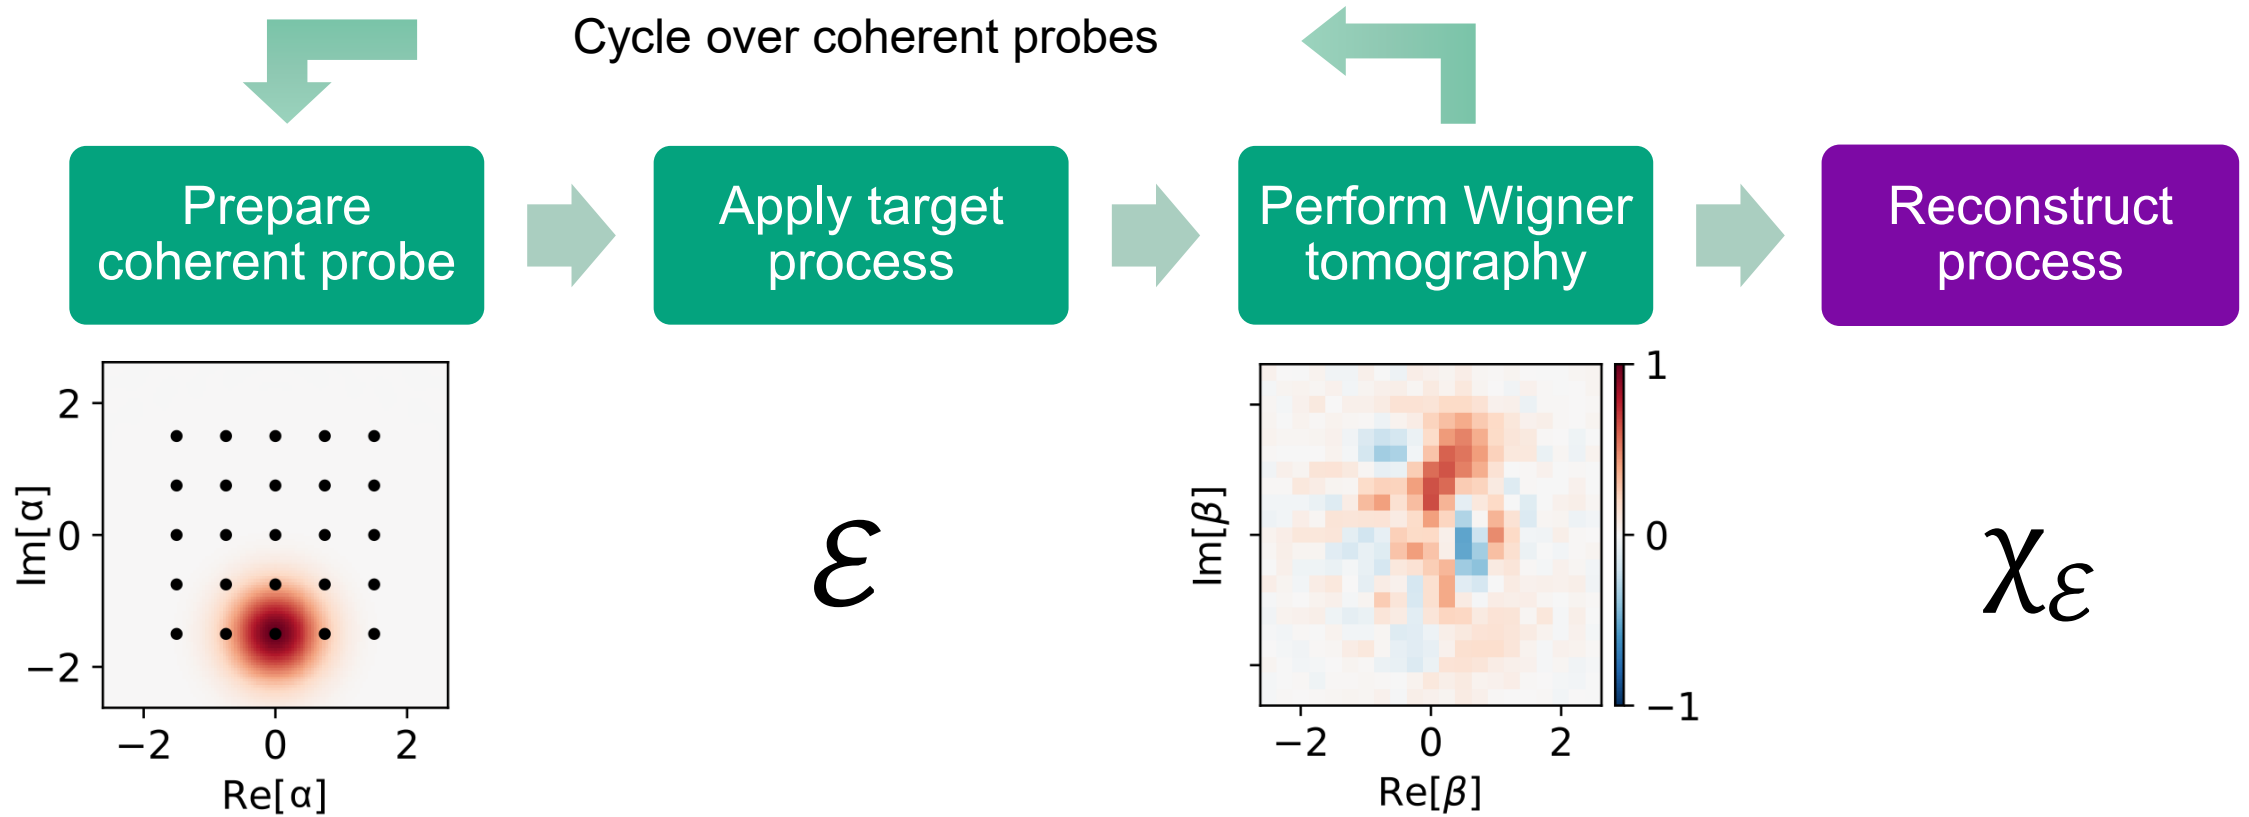 Cycle over coherent probes
Prepare
coherent probe
Apply target
process
Perform Wigner
tomography
Reconstruct
process
2
0
−2
Im[α]
−2 0 2
Re[α]
ℰ
Im[β]
−2 0 2
Re[β]
1
0
−1
χℰ